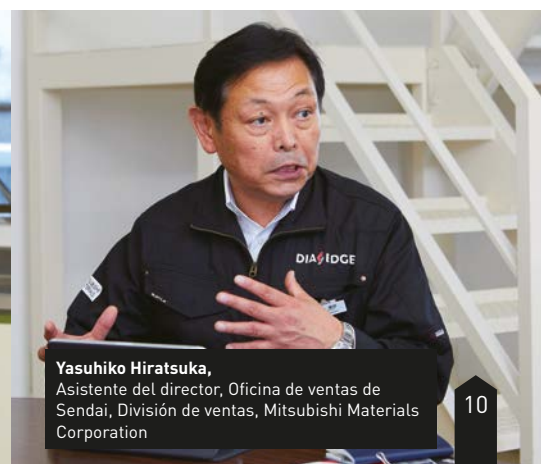 DIAEDGE
Yasuhiko Hiratsuka,
Asistente del director, Oficina de ventas de
Sendai, División de ventas, Mitsubishi Materials
Corporation
10